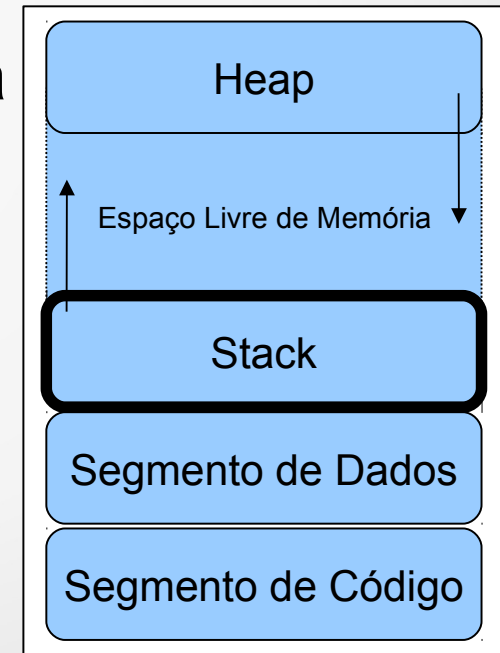 Heap
Espaço Livre de Memória
Stack
Segmento de Dados
Segmento de Código